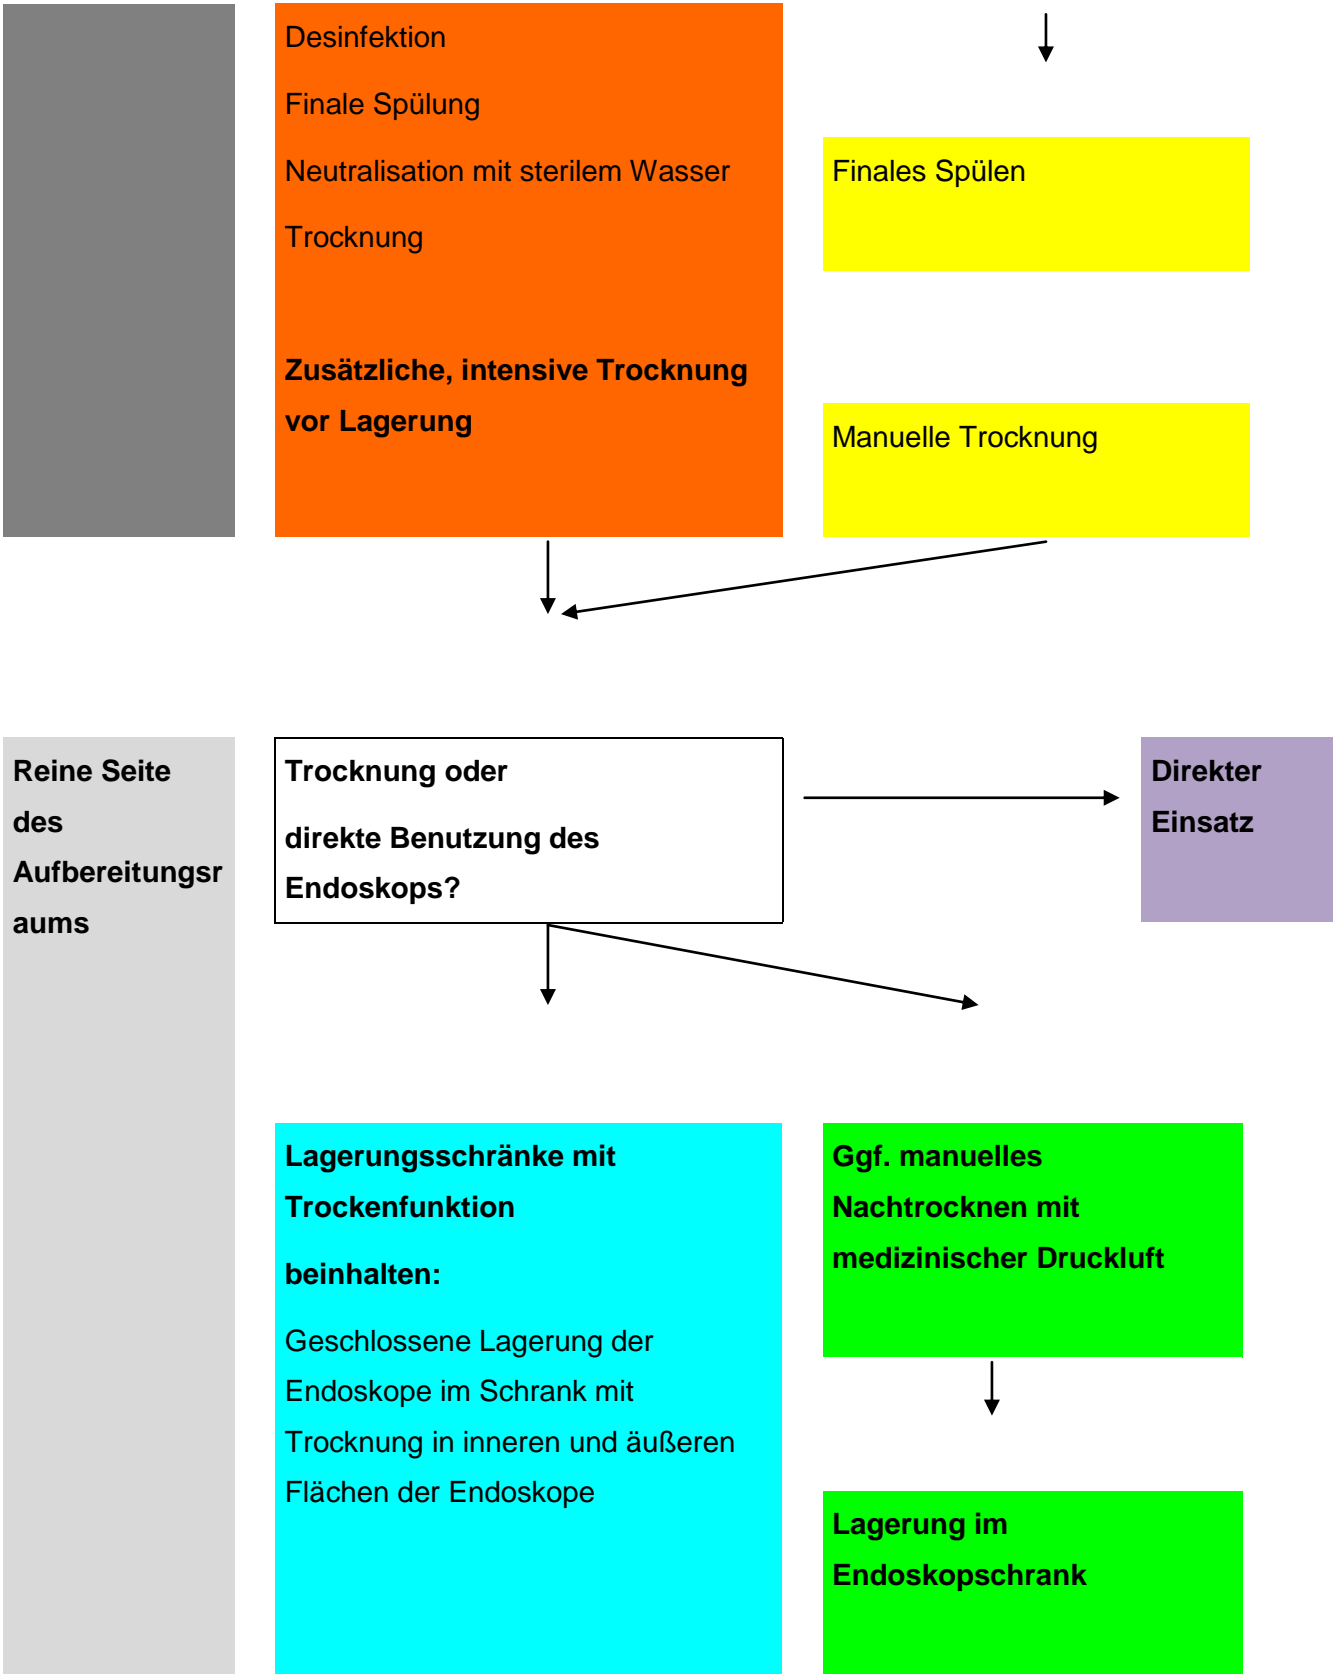 Desinfektion
Finale Spülung
Neutralisation mit sterilem Wasser
Trocknung
Zusätzliche, intensive Trocknung
vor Lagerung
Finales Spülen
Manuelle Trocknung
Reine Seite
des
Aufbereitungsr
aums
Trocknung oder
direkte Benutzung des
Endoskops?
Direkter
Einsatz
Lagerungsschränke mit
Trockenfunktion
beinhalten:
Geschlossene Lagerung der
Endoskope im Schrank mit
Trocknung in inneren und äußeren
Flächen der Endoskope
Ggf. manuelles
Nachtrocknen mit
medizinischer Druckluft
Lagerung im
Endoskopschrank